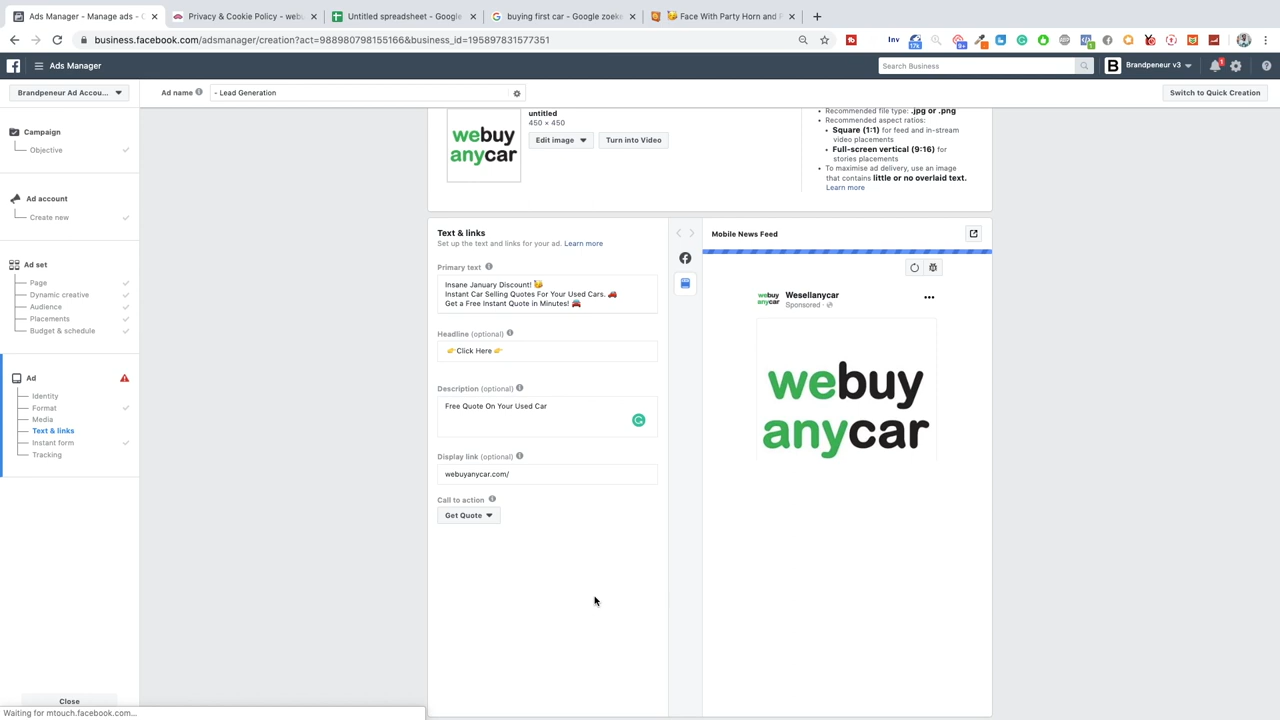 Ads Manager - Manage ads - C
Privacy & Cookie Policy - webu
Untitled spreadsheet - Google
buying first car - Google zoeke
Face With Party Horn and P
business.facebook.com/adsmanager/creation?act=988980798155166&business_id=195897831577351
Inv
17k
9+
1
Ads Manager
Search Business
B
Brandpeneur v3
1
Brandpeneur Ad Accou...
Ad name
- Lead Generation
Switch to Quick Creation
Campaign
Objective
Ad account
Create new
Ad set
Page
Dynamic creative
Audience
Placements
Budget & schedule
Ad
Identity
Format
Media
Text & links
Instant form
Tracking
Close
Waiting for mtouch.facebook.com...
webuy
anycar
untitled
450 × 450
Edit image
Turn into Video
Recommended file type: .jpg or .png
Recommended aspect ratios:
Square (1:1) for feed and in-stream
video placements
Full-screen vertical (9:16) for
stories placements
To maximise ad delivery, use an image
that contains little or no overlaid text.
Learn more
Text & links
Set up the text and links for your ad. Learn more
Primary text
Insane January Discount! 🥳
Instant Car Selling Quotes For Your Used Cars. 🚗
Get a Free Instant Quote in Minutes! 🚘
Headline (optional)
👉Click Here 👉
Description (optional)
Free Quote On Your Used Car
Display link (optional)
webuyanycar.com/
Call to action
Get Quote
Mobile News Feed
webuy
anycar
Wesellanycar
Sponsored ·
webuy
anycar